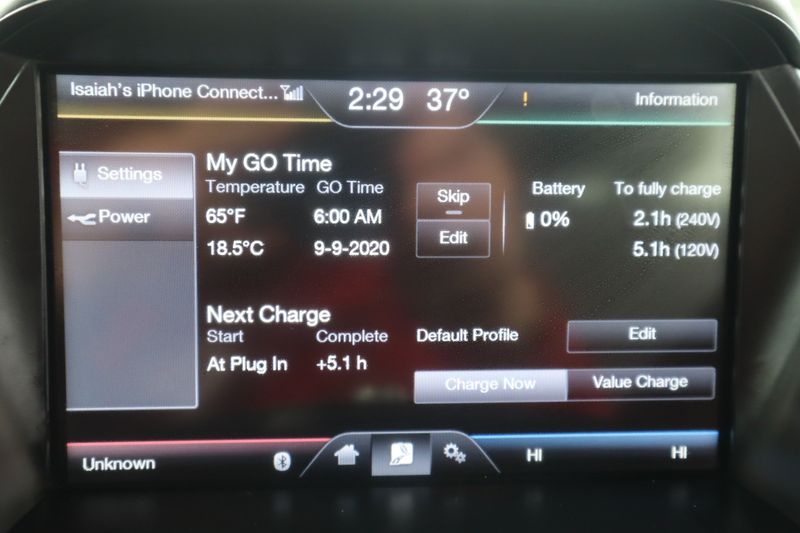 Isaiah's iPhone Connect...
2:29 37°
!
Information
Settings
Power
My GO Time
Temperature GO Time
65°F 6:00 AM
18.5°C 9-9-2020
Skip
Edit
Battery To fully charge
0% 2.1h (240V)
5.1h (120V)
Next Charge
Start Complete
At Plug In +5.1 h
Default Profile Edit
Charge Now Value Charge
Unknown
HI HI